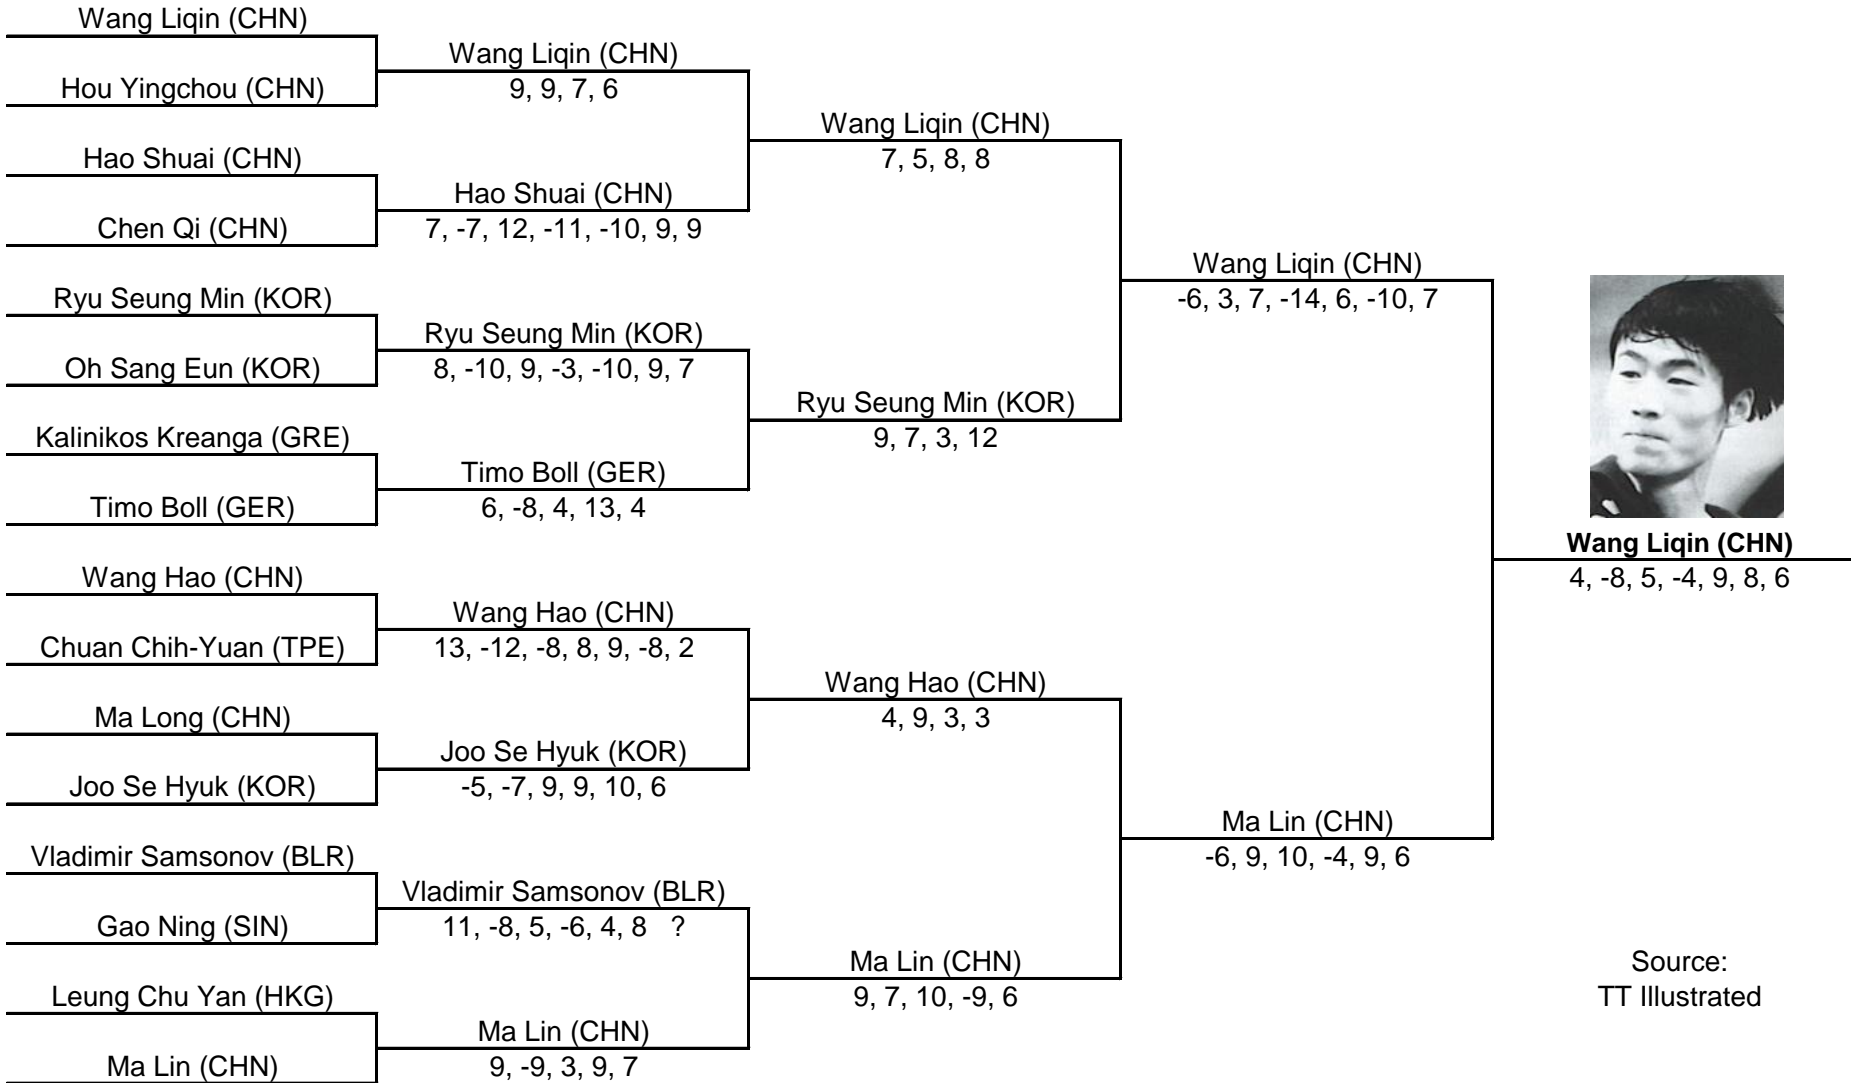 Wang Liqin (CHN)
Hou Yingchou (CHN)
Hao Shuai (CHN)
Chen Qi (CHN)
Ryu Seung Min (KOR)
Oh Sang Eun (KOR)
Kalinikos Kreanga (GRE)
Timo Boll (GER)
Wang Hao (CHN)
Chuan Chih-Yuan (TPE)
Ma Long (CHN)
Joo Se Hyuk (KOR)
Vladimir Samsonov (BLR)
Gao Ning (SIN)
Leung Chu Yan (HKG)
Ma Lin (CHN)
Wang Liqin (CHN)
9, 9, 7, 6
Hao Shuai (CHN)
7, -7, 12, -11, -10, 9, 9
Ryu Seung Min (KOR)
8, -10, 9, -3, -10, 9, 7
Timo Boll (GER)
6, -8, 4, 13, 4
Wang Hao (CHN)
13, -12, -8, 8, 9, -8, 2
Joo Se Hyuk (KOR)
-5, -7, 9, 9, 10, 6
Vladimir Samsonov (BLR)
11, -8, 5, -6, 4, 8 ?
Ma Lin (CHN)
9, -9, 3, 9, 7
Wang Liqin (CHN)
7, 5, 8, 8
Ryu Seung Min (KOR)
9, 7, 3, 12
Wang Hao (CHN)
4, 9, 3, 3
Ma Lin (CHN)
9, 7, 10, -9, 6
Wang Liqin (CHN)
-6, 3, 7, -14, 6, -10, 7
Ma Lin (CHN)
-6, 9, 10, -4, 9, 6
Wang Liqin (CHN)
4, -8, 5, -4, 9, 8, 6
Source:
TT Illustrated